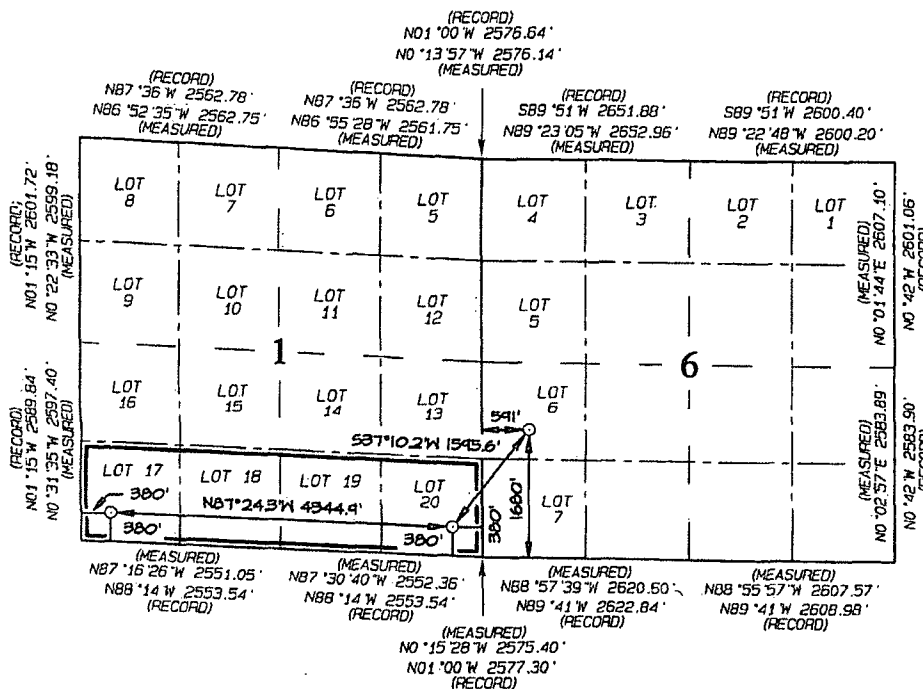 (RECORD)
N01°00'W 2576.64'
N0°13'57"W 2576.14'
(MEASURED)
(RECORD)
N87°36'W 2562.78'
N86°52'35"W 2562.75'
(MEASURED)
(RECORD)
N87°36'W 2562.78'
N86°55'28"W 2561.75'
(MEASURED)
(RECORD)
S89°51'W 2651.88'
N89°23'05"W 2652.96'
(MEASURED)
(RECORD)
S89°51'W 2600.40'
N89°22'48"W 2600.20'
(MEASURED)
(RECORD)
N01°15'W 2601.72'
N0°22'33"W 2599.18'
(MEASURED)
LOT
8
LOT
7
LOT
6
LOT
5
LOT
4
LOT
3
LOT
2
LOT
1
(MEASURED)
N0°01'44"E 2607.10'
N0°42'W 2601.06'
(RECORD)
LOT
9
LOT
10
LOT
11
LOT
12
LOT
5
1
6
(RECORD)
N01°15'W 2589.84'
N0°31'35"W 2597.40'
(MEASURED)
LOT
16
LOT
15
LOT
14
LOT
13
LOT
6
591'
S37°10.2'W 1595.6'
(MEASURED)
N0°02'57"E 2583.89'
N0°42'W 2583.90'
(RECORD)
LOT 17
LOT 18
LOT 19
LOT
20
LOT
7
380'
N87°24.3'W 4344.9'
380'
380'
380'
1680'
(MEASURED)
N87°16'26"W 2551.05'
N88°14'W 2553.54'
(RECORD)
(MEASURED)
N87°30'40"W 2552.36'
N88°14'W 2553.54'
(RECORD)
(MEASURED)
N88°57'39"W 2620.60'
N89°41'W 2622.84'
(RECORD)
(MEASURED)
N88°55'57"W 2607.57'
N89°41'W 2608.98'
(RECORD)
(MEASURED)
N0°15'28"W 2575.40'
N01°00'W 2577.30'
(RECORD)